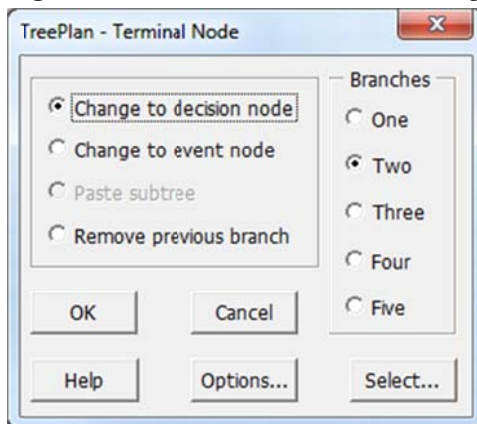 TreePlan - Terminal Node
Change to decision node
Change to event node
Paste subtree
Remove previous branch
Branches
One
Two
Three
Four
Five
OK
Cancel
Help
Options...
Select...